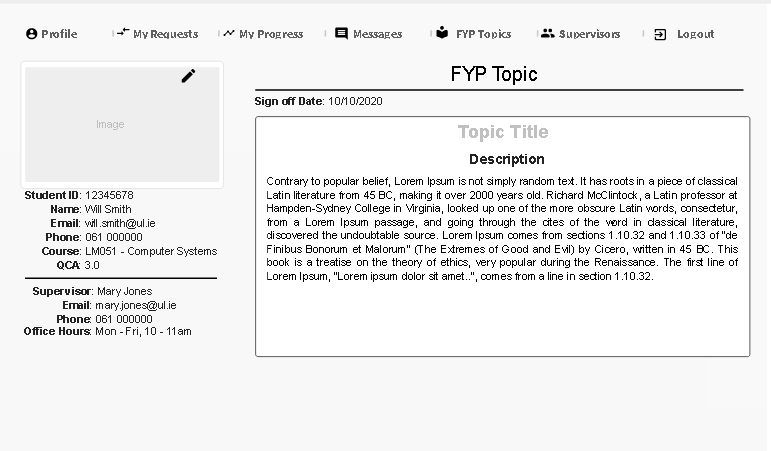 Profile My Requests My Progress Messages FYP Topics Supervisors Logout
Image
Student ID: 12345678
Name: Will Smith
Email: will.smith@ul.ie
Phone: 061 000000
Course: LM051 - Computer Systems
QCA: 3.0
Supervisor: Mary Jones
Email: mary.jones@ul.ie
Phone: 061 000000
Office Hours: Mon - Fri, 10 - 11am
FYP Topic
Sign off Date: 10/10/2020
Topic Title
Description
Contrary to popular belief, Lorem Ipsum is not simply random text. It has roots in a piece of classical
Latin literature from 45 BC, making it over 2000 years old. Richard McClintock, a Latin professor at
Hampden-Sydney College in Virginia, looked up one of the more obscure Latin words, consectetur,
from a Lorem Ipsum passage, and going through the cites of the word in classical literature,
discovered the undoubtable source. Lorem Ipsum comes from sections 1.10.32 and 1.10.33 of "de
Finibus Bonorum et Malorum" (The Extremes of Good and Evil) by Cicero, written in 45 BC. This
book is a treatise on the theory of ethics, very popular during the Renaissance. The first line of
Lorem Ipsum, "Lorem ipsum dolor sit amet..", comes from a line in section 1.10.32.